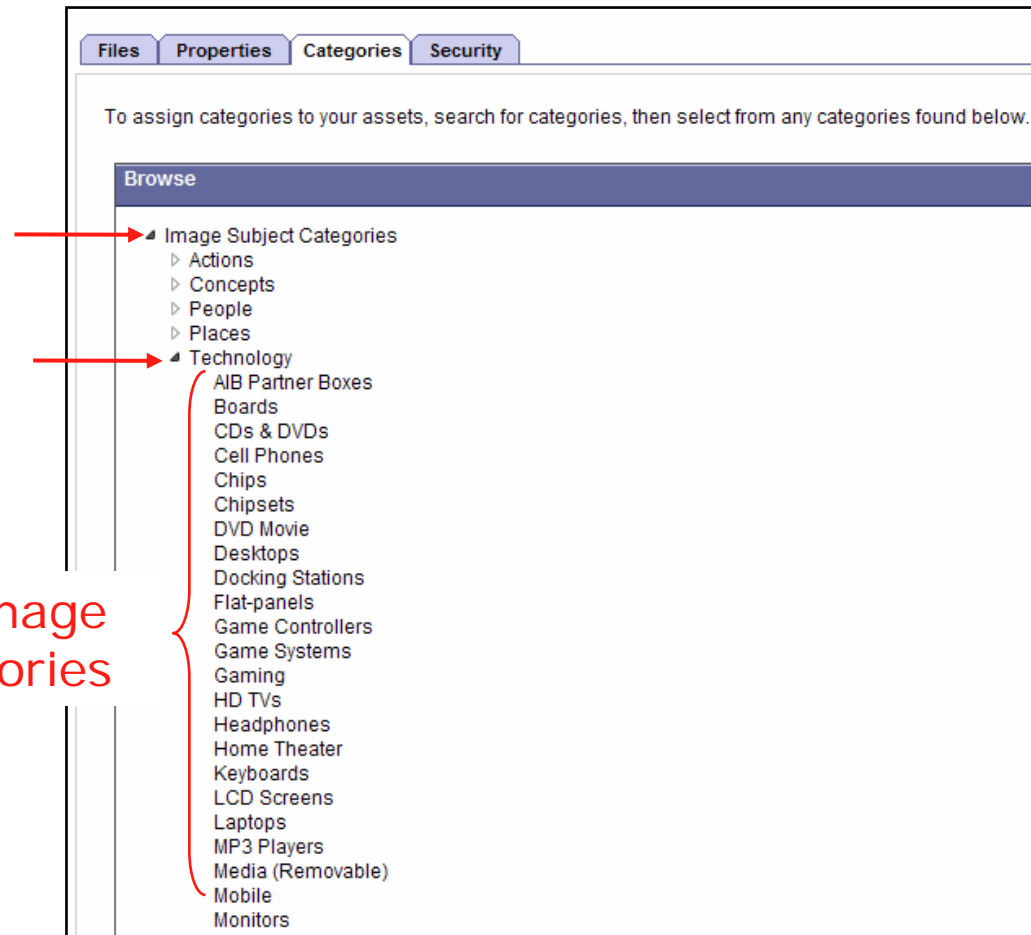 Files Properties Categories Security
To assign categories to your assets, search for categories, then select from any categories found below.
Browse
Image Subject Categories
Actions
Concepts
People
Places
Technology
AIB Partner Boxes
Boards
CDs & DVDs
Cell Phones
Chips
Chipsets
DVD Movie
Desktops
Docking Stations
Flat-panels
Game Controllers
Game Systems
Gaming
HD TVs
Headphones
Home Theater
Keyboards
LCD Screens
Laptops
MP3 Players
Media (Removable)
Mobile
Monitors